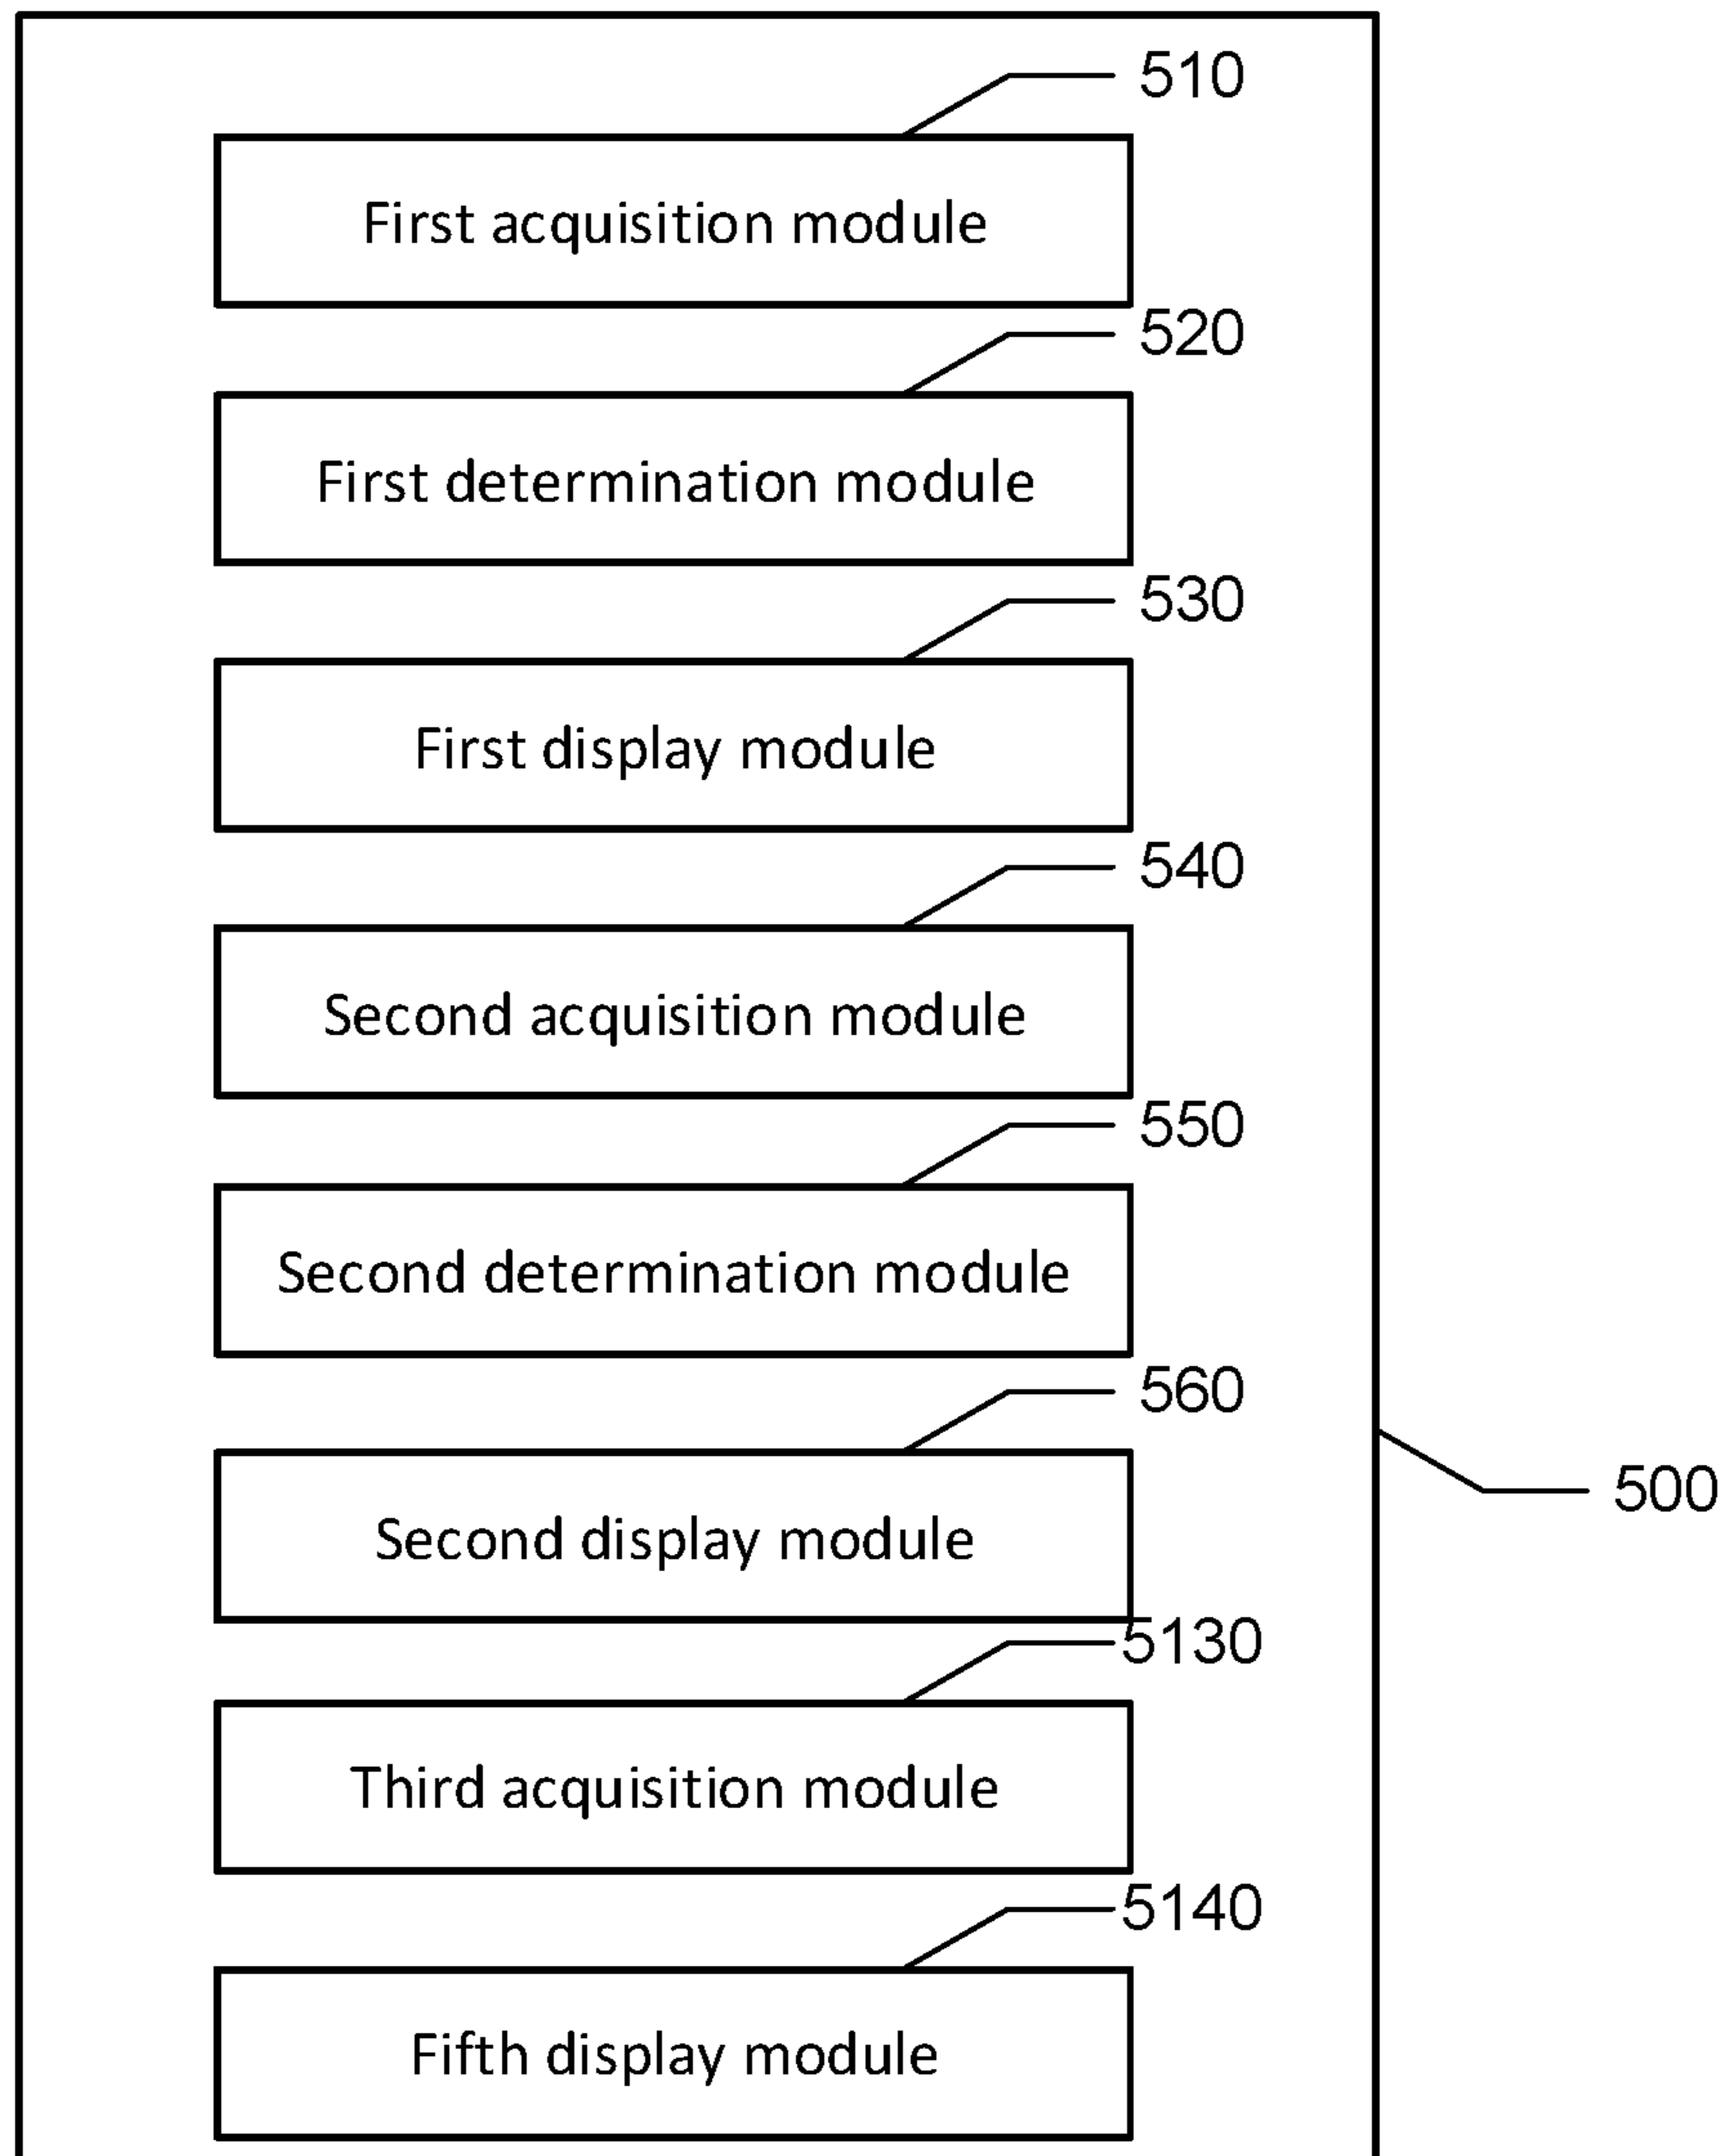 510
First acquisition module
520
First determination module
530
First display module
540
Second acquisition module
550
Second determination module
560
Second display module
500
5130
Third acquisition module
5140
Fifth display module